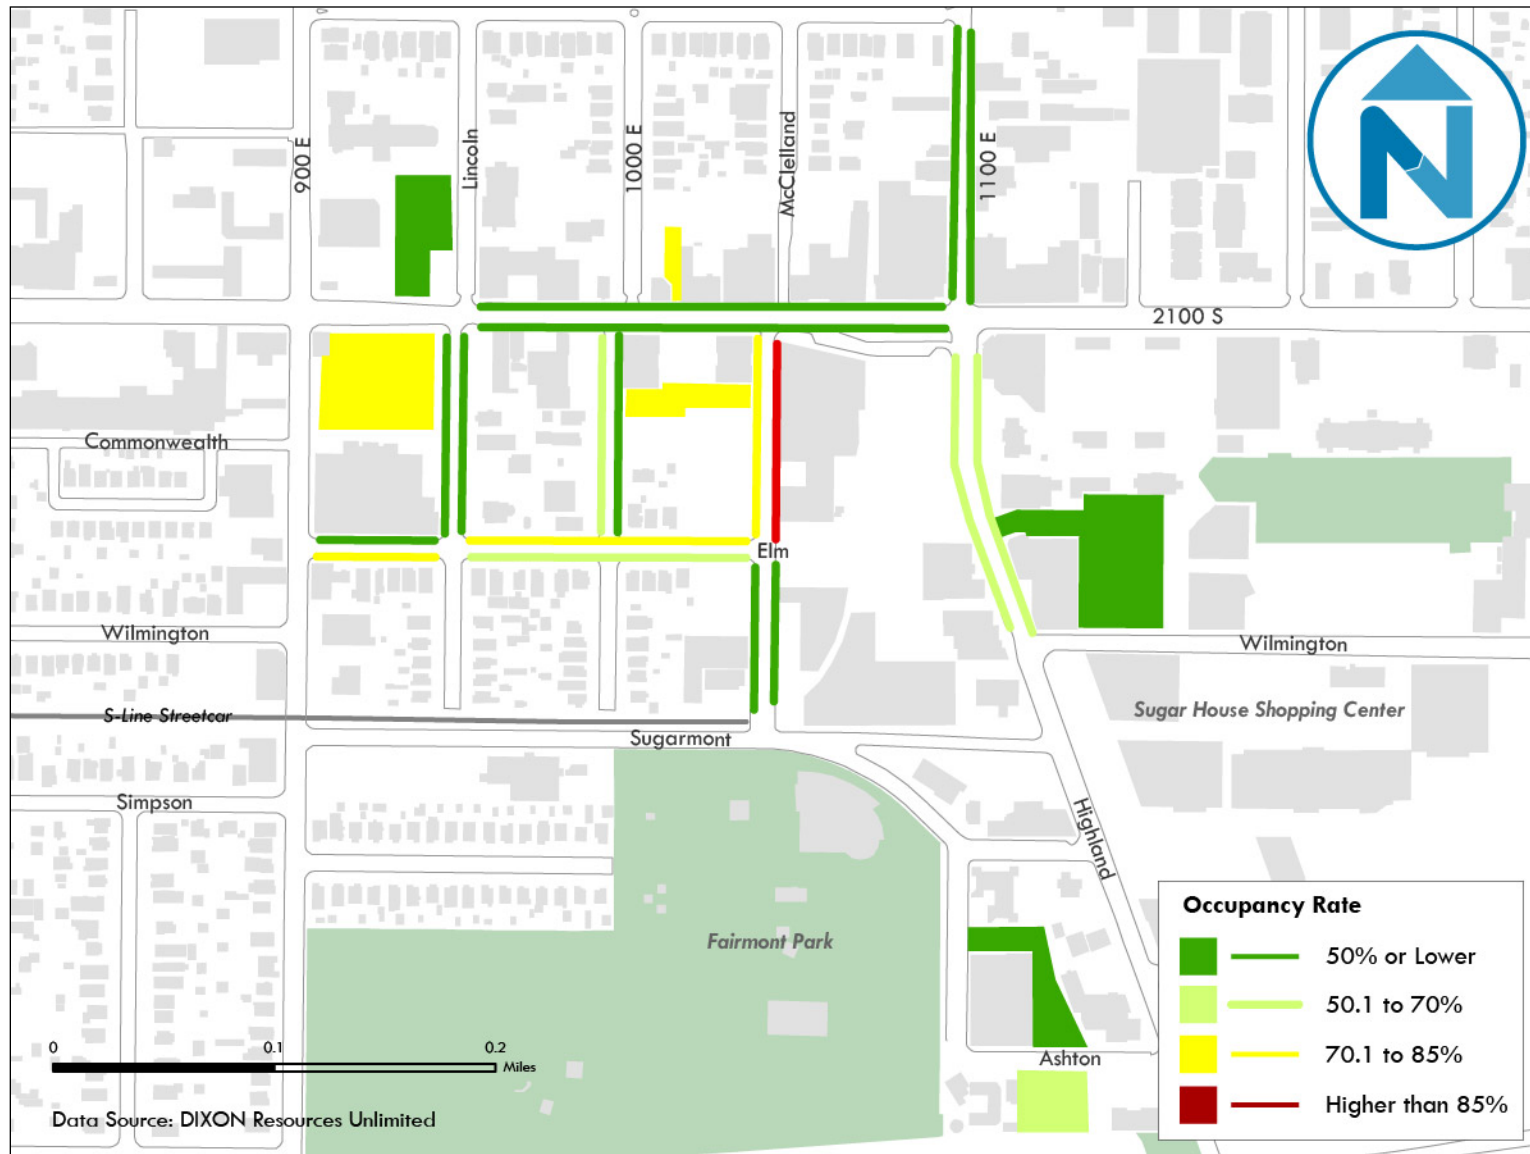 900 E
Lincoln
1000 E
McClelland
1100 E
N
2100 S
Commonwealth
Elm
Wilmington
Wilmington
S-Line Streetcar
Sugar House Shopping Center
Sugarmont
Simpson
Highland
Fairmont Park
Ashton
Occupancy Rate
50% or Lower
50.1 to 70%
70.1 to 85%
Higher than 85%
0 0.1 0.2
Miles
Data Source: DIXON Resources Unlimited